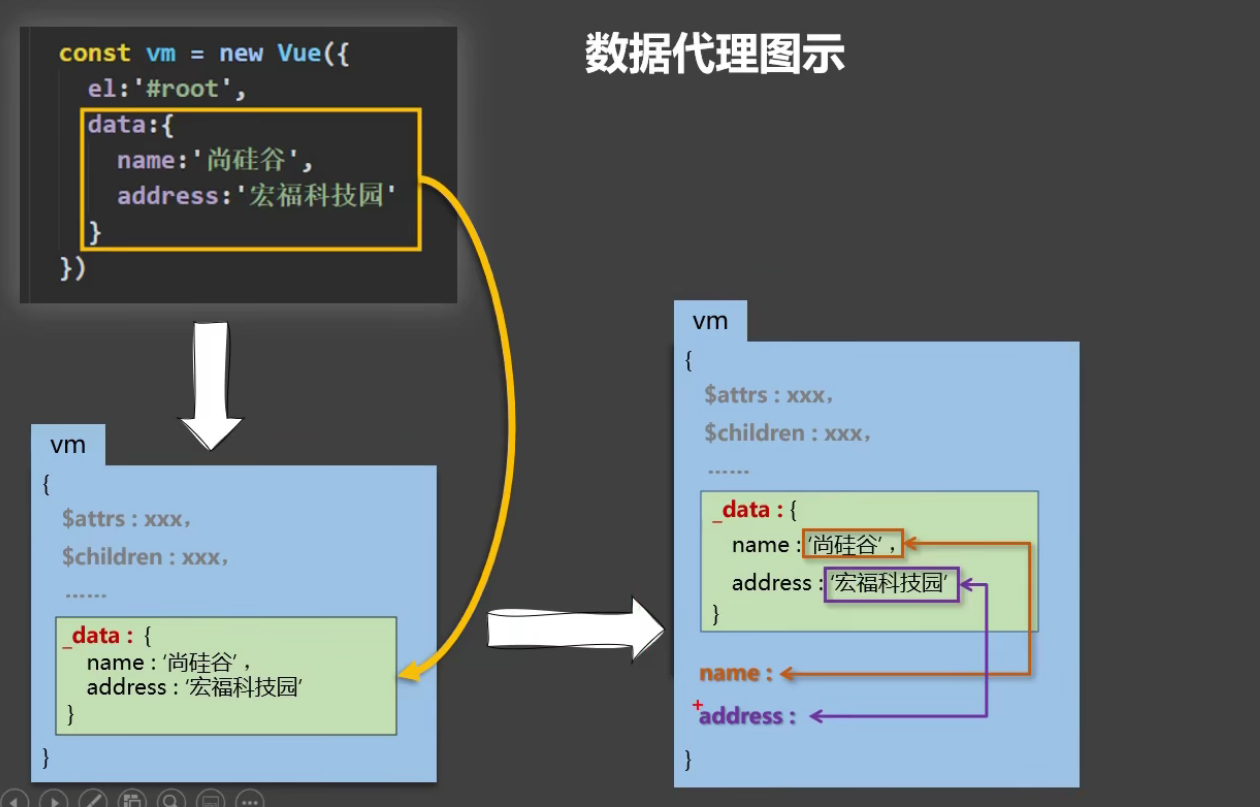 数据代理图示
const vm = new Vue({
el:'#root',
data:{
name:'尚硅谷',
address:'宏福科技园'
}
})
vm
{
$attrs : xxx，
$children : xxx，
......
_data : {
name : '尚硅谷' ，
address : '宏福科技园'
}
}
vm
{
$attrs : xxx，
$children : xxx，
......
_data : {
name : '尚硅谷' ，
address : '宏福科技园'
}
name :
address :
}